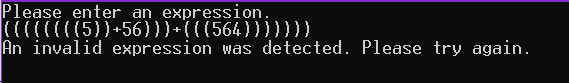 Please enter an expression.
((((((((5))+56)))+(((564)))))))
An invalid expression was detected. Please try again.